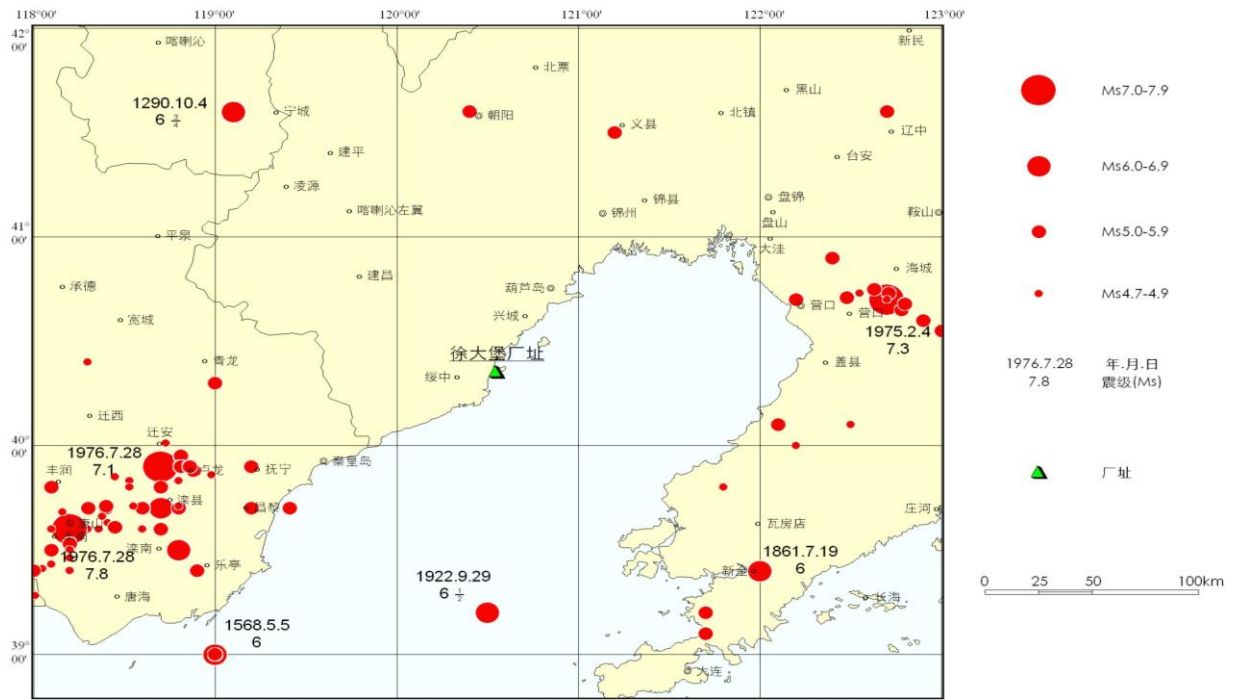 118°00' 119°00' 120°00' 121°00' 122°00' 123°00'
42°
00'
喀喇沁
新民
北票
1290.10.4
6 3/4
宁城
朝阳
黑山
北镇
义县
辽中
台安
建平
凌源
喀喇沁左翼
锦县
锦州
盘锦
盘山
鞍山
41°
00'
平泉
大洼
建昌
海城
承德
葫芦岛
营口
营口
宽城
兴城
1975.2.4
7.3
青龙
徐大堡厂址
绥中
盖县
迁西
40°
00'
迁安
1976.7.28
7.1
丰润
卢龙
抚宁
秦皇岛
滦县
昌黎
唐山
庄河
瓦房店
1976.7.28
7.8
滦南
乐亭
1861.7.19
6
新金
1922.9.29
6 1/2
唐海
长海
1568.5.5
6
39°
00'
大连
Ms7.0-7.9
Ms6.0-6.9
Ms5.0-5.9
Ms4.7-4.9
1976.7.28 年.月.日
7.8 震级(Ms)
厂址
0 25 50 100km